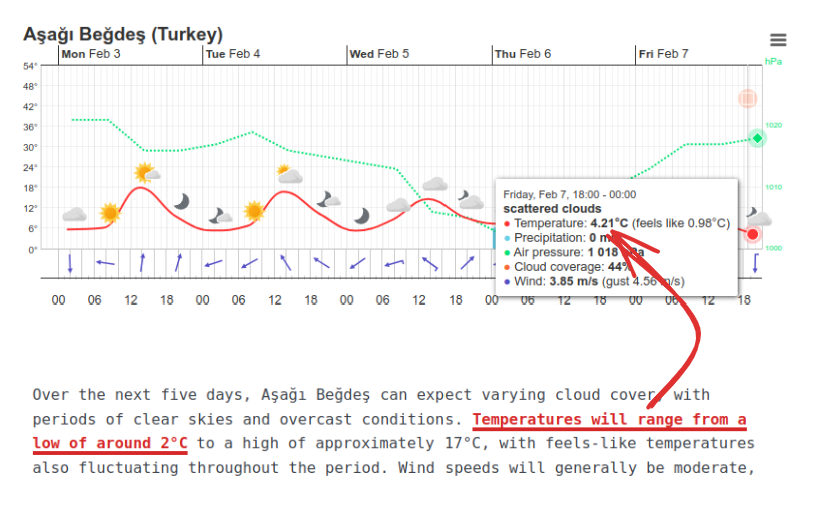 Aşağı Beğdeş (Turkey)
Mon Feb 3 Tue Feb 4 Wed Feb 5 Thu Feb 6 Fri Feb 7
hPa
54°
48°
42°
36°
30°
24°
18°
12°
6°
0°
1020
1010
1000
Friday, Feb 7, 18:00 - 00:00
scattered clouds
Temperature: 4.21°C (feels like 0.98°C)
Precipitation: 0
Air pressure: 1 018
Cloud coverage: 44%
Wind: 3.85 m/s (gust 4.56 m/s)
00 06 12 18 00 06 12 18 00 06 12 18 00 06 12 18 00 06 12 18
Over the next five days, Aşağı Beğdeş can expect varying cloud cover, with
periods of clear skies and overcast conditions. Temperatures will range from a
low of around 2°C to a high of approximately 17°C, with feels-like temperatures
also fluctuating throughout the period. Wind speeds will generally be moderate,